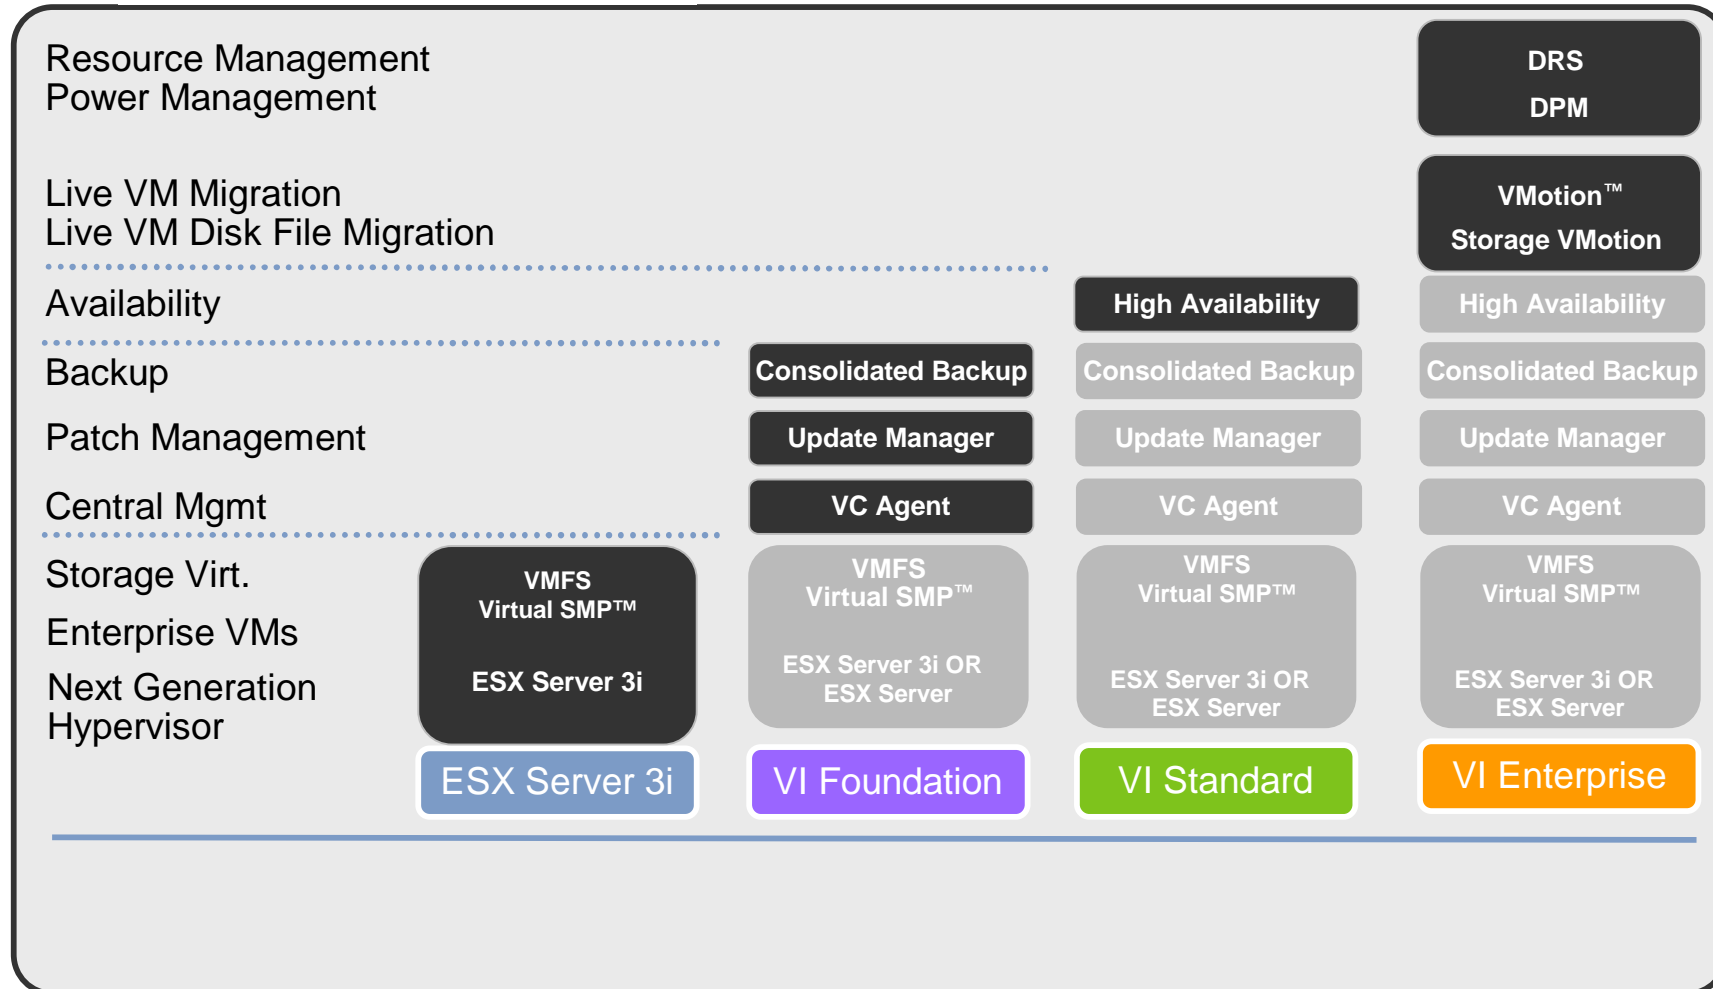 Resource Management
Power Management
DRS
DPM
Live VM Migration
Live VM Disk File Migration
VMotion™
Storage VMotion
Availability
High Availability
High Availability
Backup
Consolidated Backup
Consolidated Backup
Consolidated Backup
Patch Management
Update Manager
Update Manager
Update Manager
Central Mgmt
VC Agent
VC Agent
VC Agent
Storage Virt.
Enterprise VMs
Next Generation
Hypervisor
VMFS
Virtual SMP™
ESX Server 3i
VMFS
Virtual SMP™
ESX Server 3i OR
ESX Server
VMFS
Virtual SMP™
ESX Server 3i OR
ESX Server
VMFS
Virtual SMP™
ESX Server 3i OR
ESX Server
ESX Server 3i
VI Foundation
VI Standard
VI Enterprise